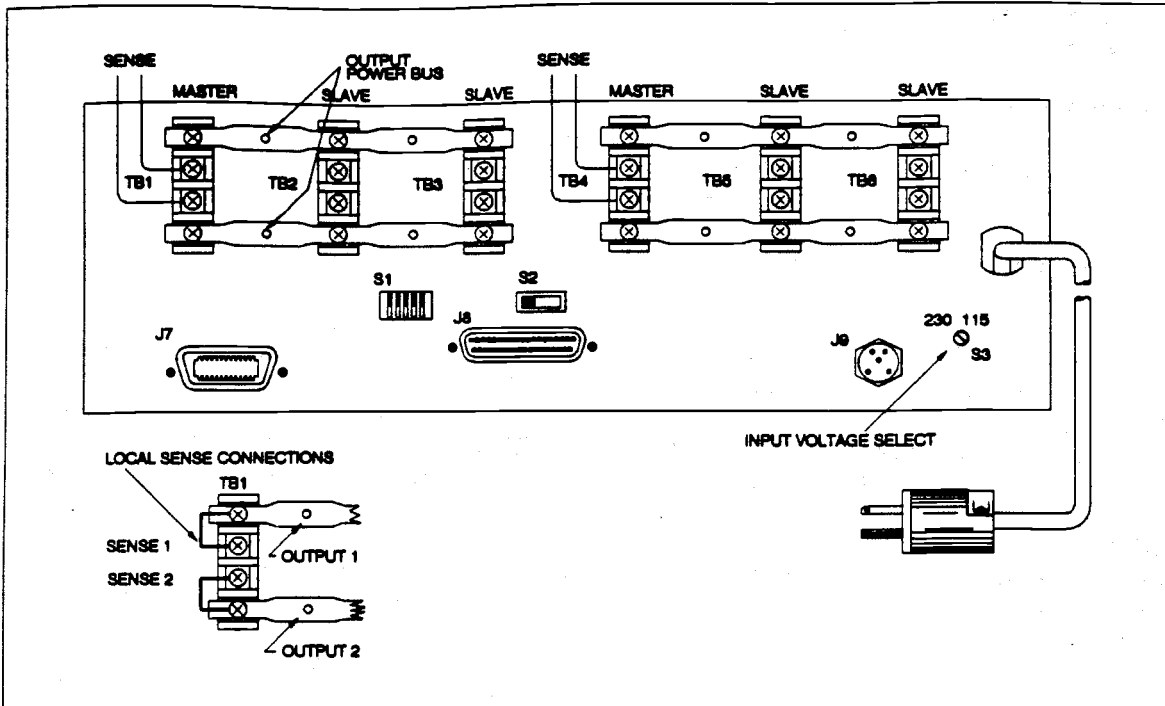 SENSE
OUTPUT
POWER BUS
SENSE
MASTER
SLAVE
SLAVE
MASTER
SLAVE
SLAVE
TB1
TB2
TB3
TB4
TB5
TB6
S1
S2
J7
J8
J9
230 115
S3
INPUT VOLTAGE SELECT
LOCAL SENSE CONNECTIONS
TB1
SENSE 1
OUTPUT 1
SENSE 2
OUTPUT 2